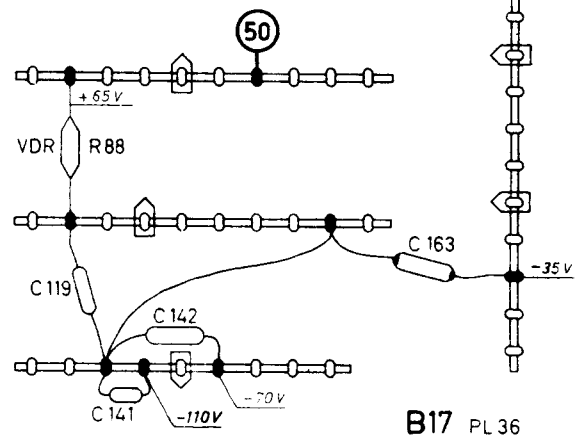 50
+65V
VDR R88
C 163
-35V
C 119
C 142
C 141
-110V
-70V
B17 PL 36